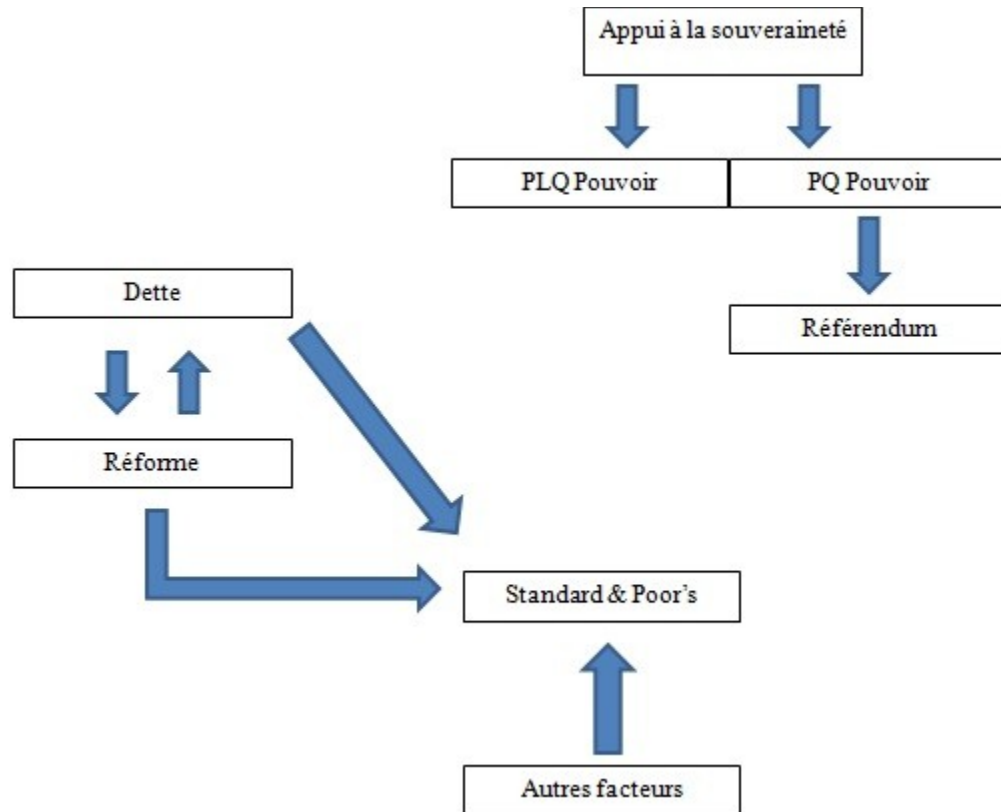 Appui à la souveraineté
PLQ Pouvoir
PQ Pouvoir
Dette
Référendum
Réforme
Standard & Poor's
Autres facteurs